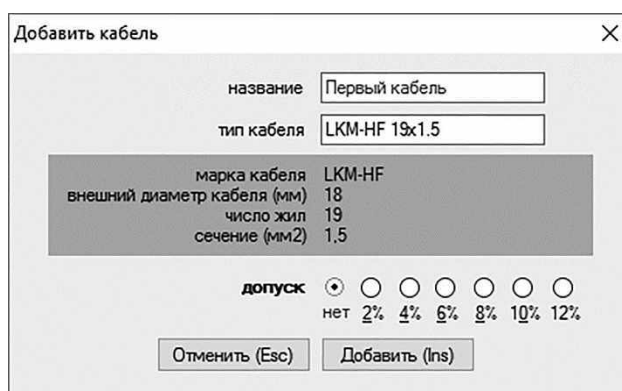 Добавить кабель
название Первый кабель
тип кабеля LKM-HF 19x1.5
марка кабеля LKM-HF
внешний диаметр кабеля (мм) 18
число жил 19
сечение (мм2) 1,5
допуск
нет 2% 4% 6% 8% 10% 12%
Отменить (Esc) Добавить (Ins)